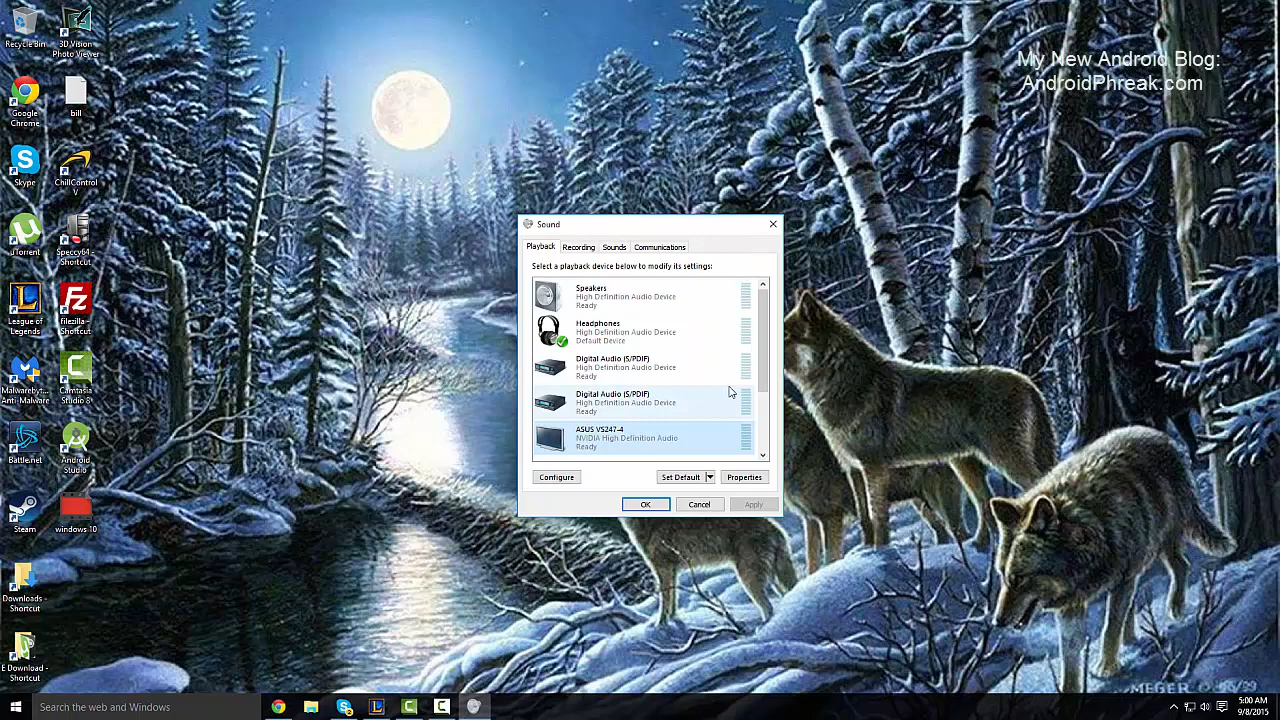 Recycle Bin
3D Vision
Photo Viewer
My New Android Blog:
AndroidPhreak.com
Google
Chrome
bill
Skype
ChillControl
V
uTorrent
Speccy64 -
Shortcut
League of
Legends
filezilla -
Shortcut
Malwareby...
Anti-Malware
Camtasia
Studio 8
Battle.net
Android
Studio
Steam
windows 10
Downloads -
Shortcut
E Download -
Shortcut
Sound
Playback Recording Sounds Communications
Select a playback device below to modify its settings:
Speakers
High Definition Audio Device
Ready
Headphones
High Definition Audio Device
Default Device
Digital Audio (S/PDIF)
High Definition Audio Device
Ready
Digital Audio (S/PDIF)
High Definition Audio Device
Ready
ASUS VS247-4
NVIDIA High Definition Audio
Ready
Configure Set Default Properties
OK Cancel Apply
MEGER
Search the web and Windows
5:00 AM
9/8/2015